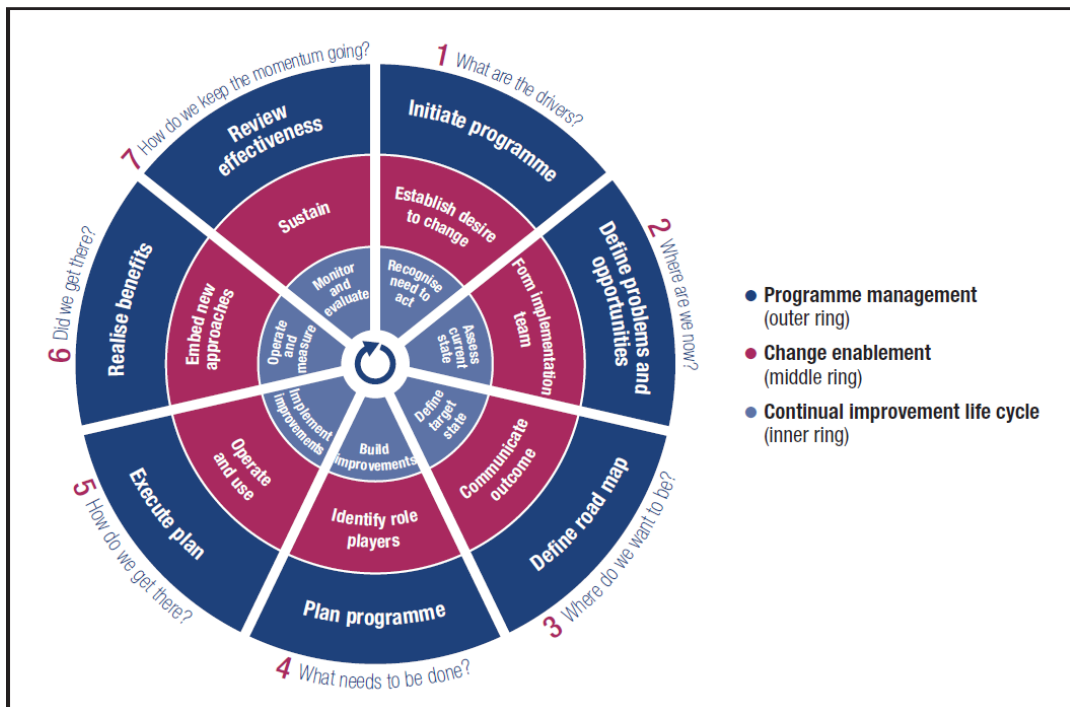 1 What are the drivers?
Initiate programme
Establish desire
to change
Recognise
need to
act
2 Where are we now?
Define problems and
opportunities
Form implementation
team
Assess
current
state
3 Where do we want to be?
Define road map
Communicate
outcome
Define
target
state
4 What needs to be done?
Plan programme
Identify role
players
Build
improvements
5 How do we get there?
Execute plan
Operate
and use
Implement
improvements
6 Did we get there?
Realise benefits
Embed new
approaches
Operate
and
measure
7 How do we keep the momentum going?
Review
effectiveness
Sustain
Monitor
and
evaluate
Programme management
(outer ring)
Change enablement
(middle ring)
Continual improvement life cycle
(inner ring)